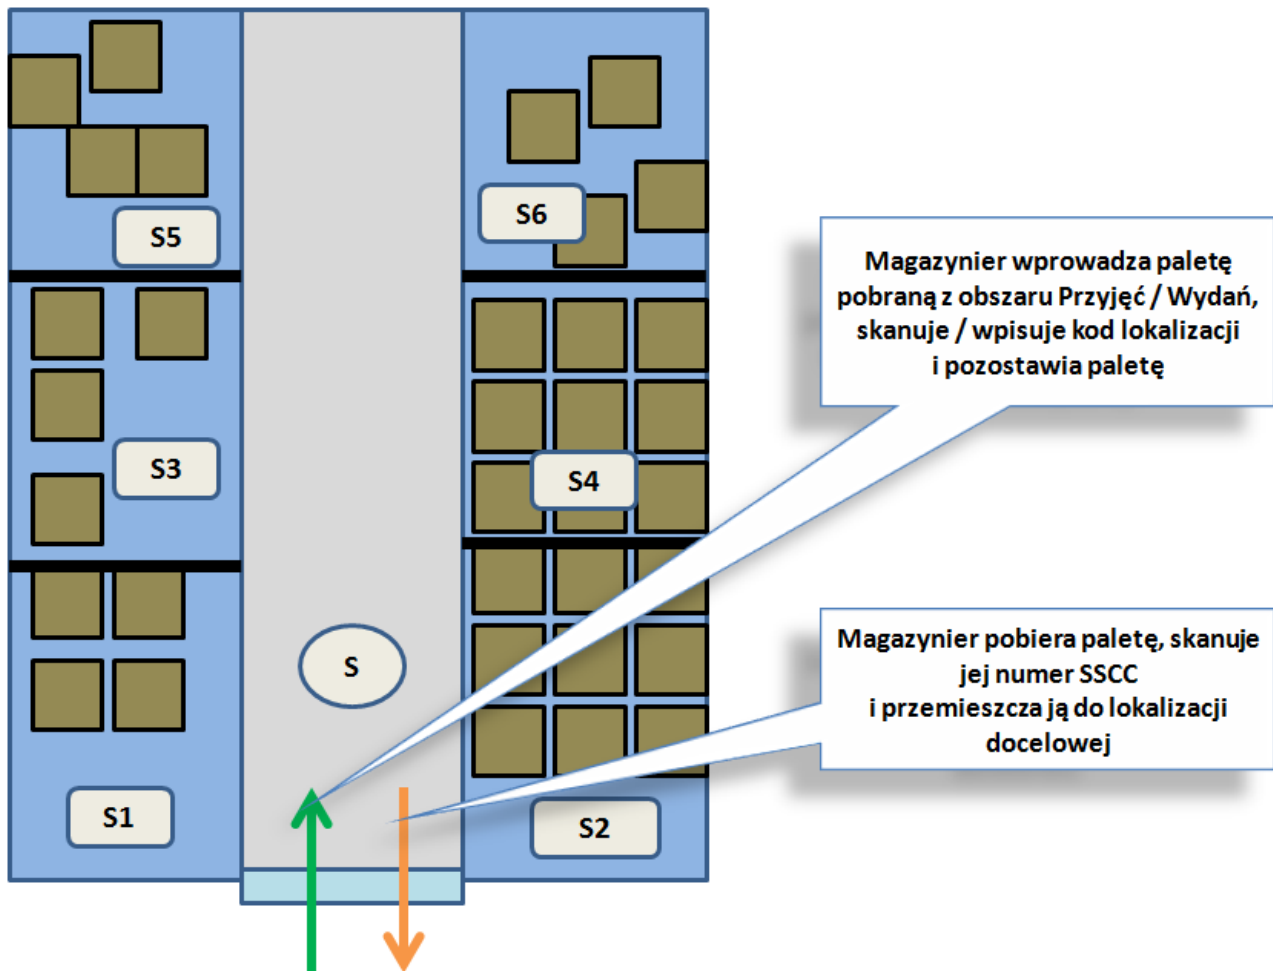 S5
S6
Magazynier wprowadza paletę
pobraną z obszaru Przyjęć / Wydań,
skanuje / wpisuje kod lokalizacji
i pozostawia paletę
S3
S4
S
Magazynier pobiera paletę, skanuje
jej numer SSCC
i przemieszcza ją do lokalizacji
docelowej
S1
S2